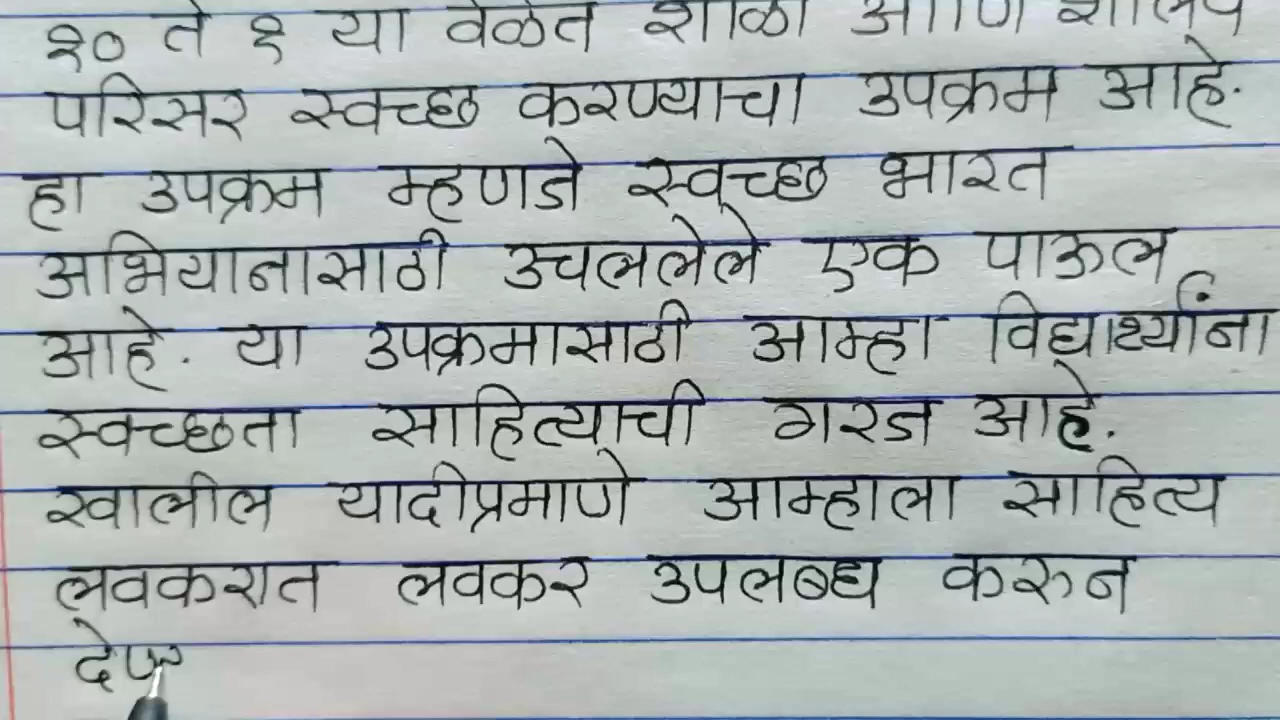 १० ते १ या वेळेत शाळा आणि शालेय
परिसर स्वच्छ करण्याचा उपक्रम आहे.
हा उपक्रम म्हणजे स्वच्छ भारत
अभियानासाठी उचललेले एक पाऊल
आहे. या उपक्रमासाठी आम्हा विद्यार्थ्यांना
स्वच्छता साहित्याची गरज आहे.
खालील यादीप्रमाणे आम्हाला साहित्य
लवकरात लवकर उपलब्ध करुन